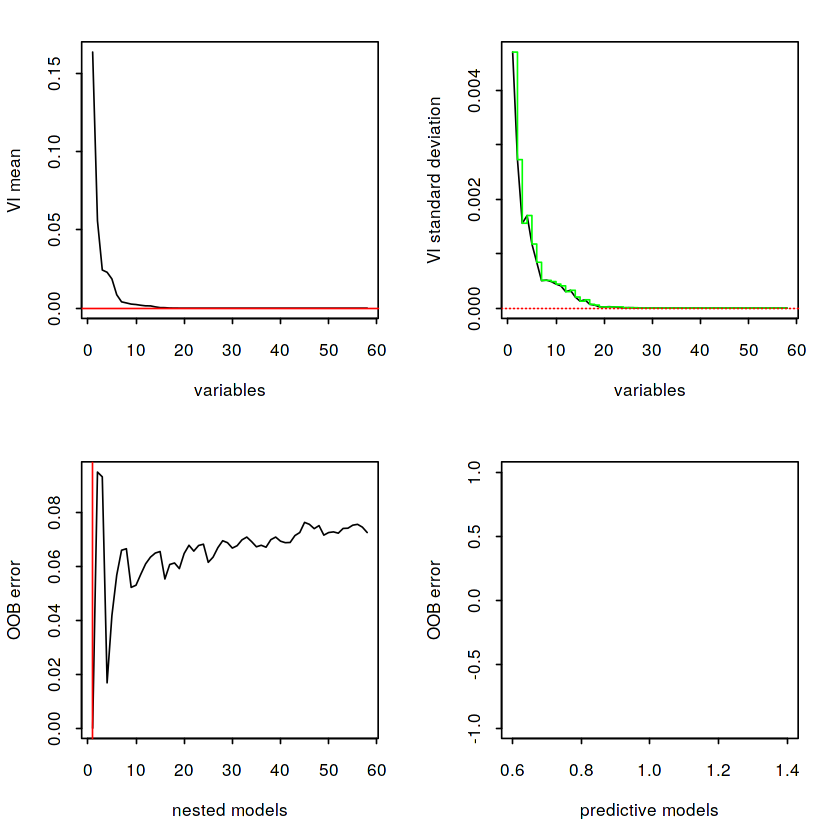 VI mean
0.15
0.10
0.05
0.00
0 10 20 30 40 50 60
variables
VI standard deviation
0.004
0.002
0.000
0 10 20 30 40 50 60
variables
OOB error
0.08
0.06
0.04
0.02
0.00
0 10 20 30 40 50 60
nested models
OOB error
1.0
0.5
0.0
-0.5
-1.0
0.6 0.8 1.0 1.2 1.4
predictive models